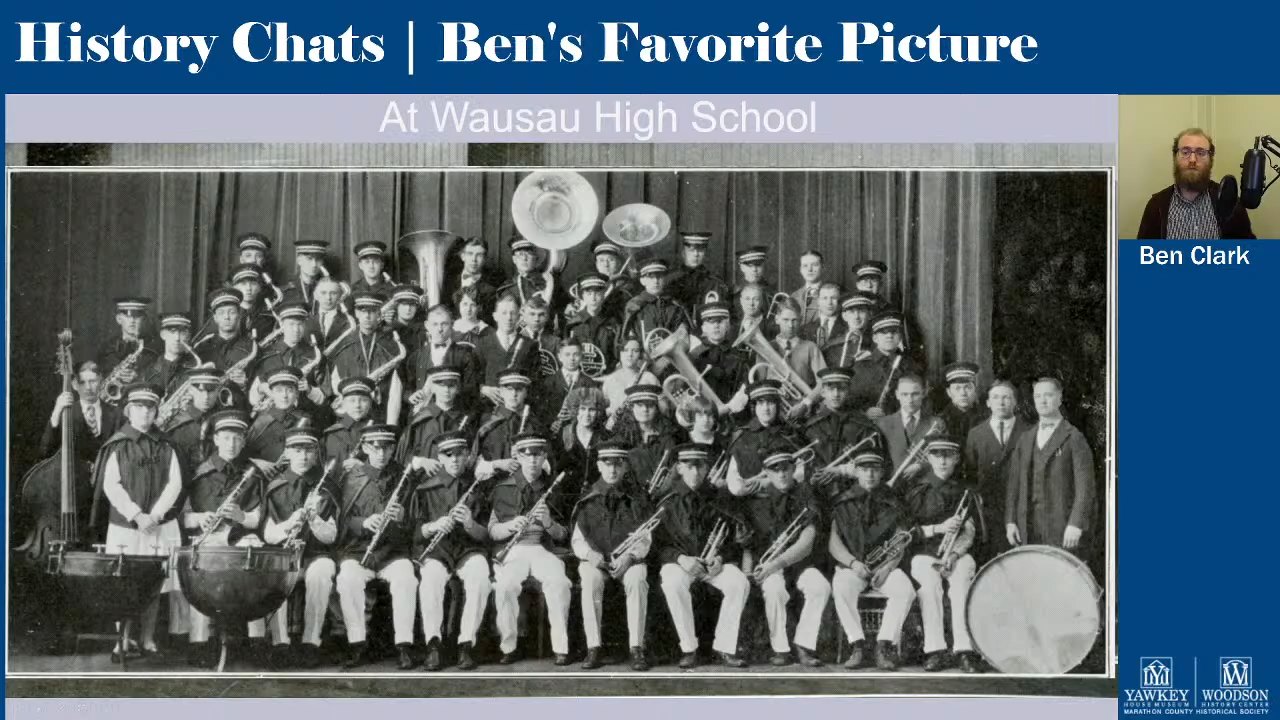 History Chats | Ben's Favorite Picture
At Wausau High School
Ben Clark
YAWKEY
HOUSE MUSEUM
WOODSON
HISTORY CENTER
MARATHON COUNTY HISTORICAL SOCIETY